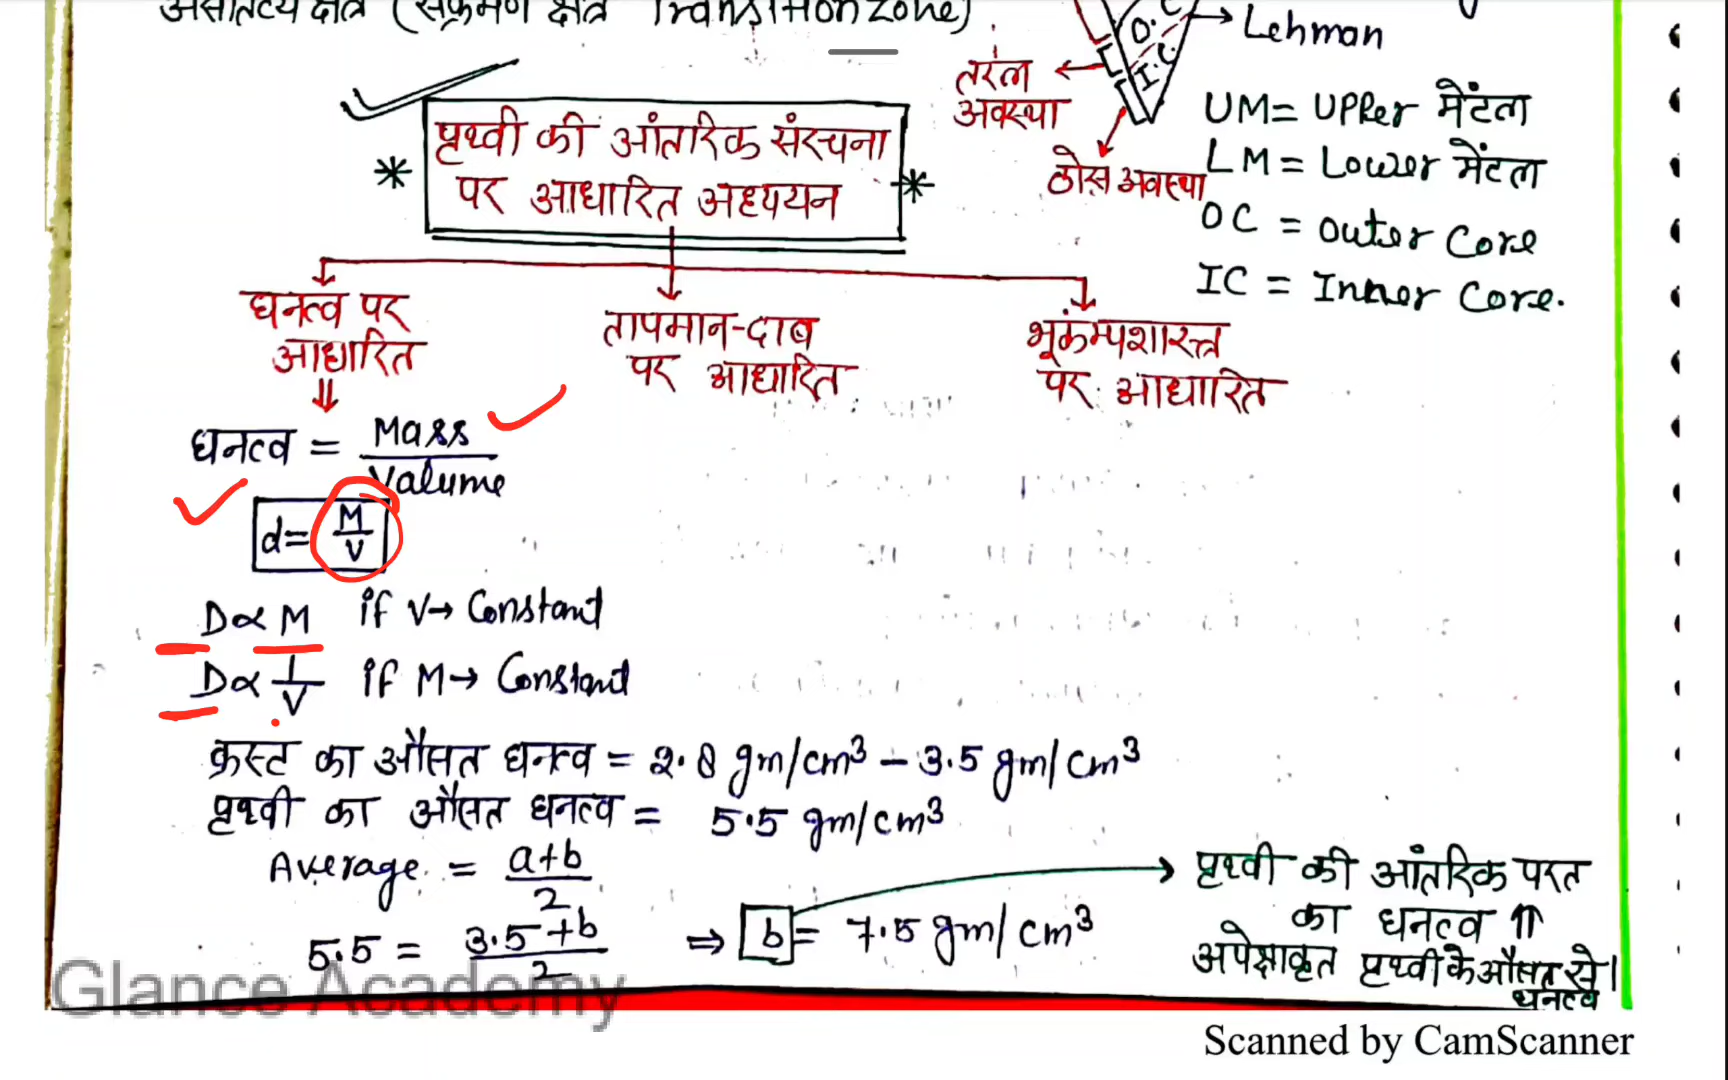 असातत्य क्षेत्र (संक्रमण क्षेत्र Transition zone)
O.C
→ Lehman
I.C
तरल
अवस्था
ठोस अवस्था
UM = UPPer मेंटल
LM = Lower मेंटल
OC = outer core
IC = Inner core.
* पृथ्वी की आंतरिक संरचना *
पर आधारित अध्ययन
घनत्व पर
आधारित
तापमान-दाब
पर आधारित
भूकंम्पशास्त्र
पर आधारित
घनत्व = Mass
Valume
d = M
V
D∝ M if V→ Constant
D∝ 1 if M→ Constant
V
क्रस्ट का औसत घनत्व = 2.8 gm/cm³ – 3.5 gm/cm³
पृथ्वी का औसत घनत्व = 5.5 gm/cm³
Average = a+b
2
5.5 = 3.5+b ⇒ b = 7.5 gm/cm³
2
→ पृथ्वी की आंतरिक परत
का घनत्व ⇑
अपेक्षाकृत पृथ्वी के औसत से।
घनत्व
Glance Academy
Scanned by CamScanner